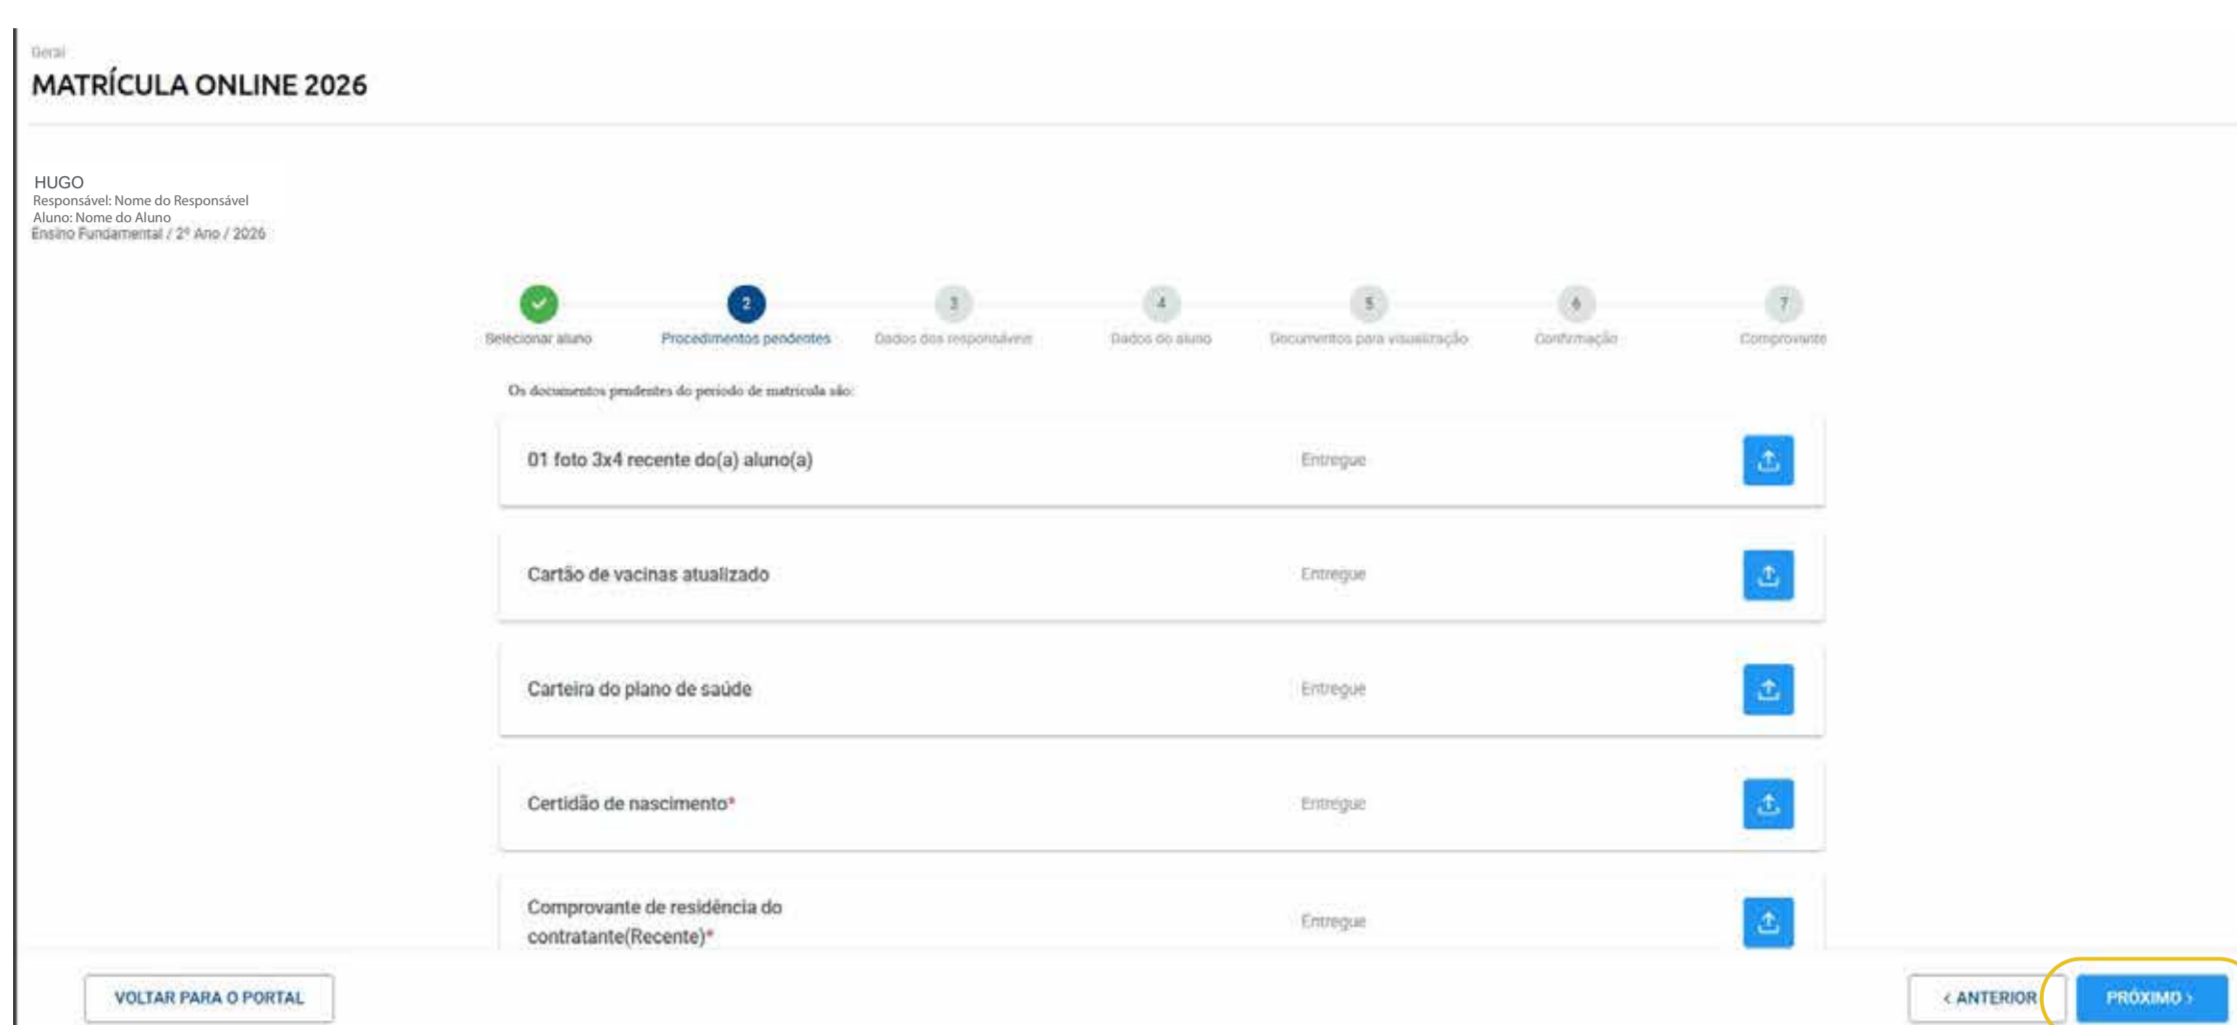 Geral
MATRÍCULA ONLINE 2026
HUGO
Responsável: Nome do Responsável
Aluno: Nome do Aluno
Ensino Fundamental / 2º Ano / 2026
2 3 4 5 6 7
Selecionar aluno Procedimentos pendentes Dados dos responsáveis Dados do aluno Documentos para visualização Confirmação Comprovante
Os documentos pendentes do período de matrícula são:
01 foto 3x4 recente do(a) aluno(a) Entregue
Cartão de vacinas atualizado Entregue
Carteira do plano de saúde Entregue
Certidão de nascimento* Entregue
Comprovante de residência do
contratante(Recente)* Entregue
VOLTAR PARA O PORTAL < ANTERIOR PRÓXIMO >